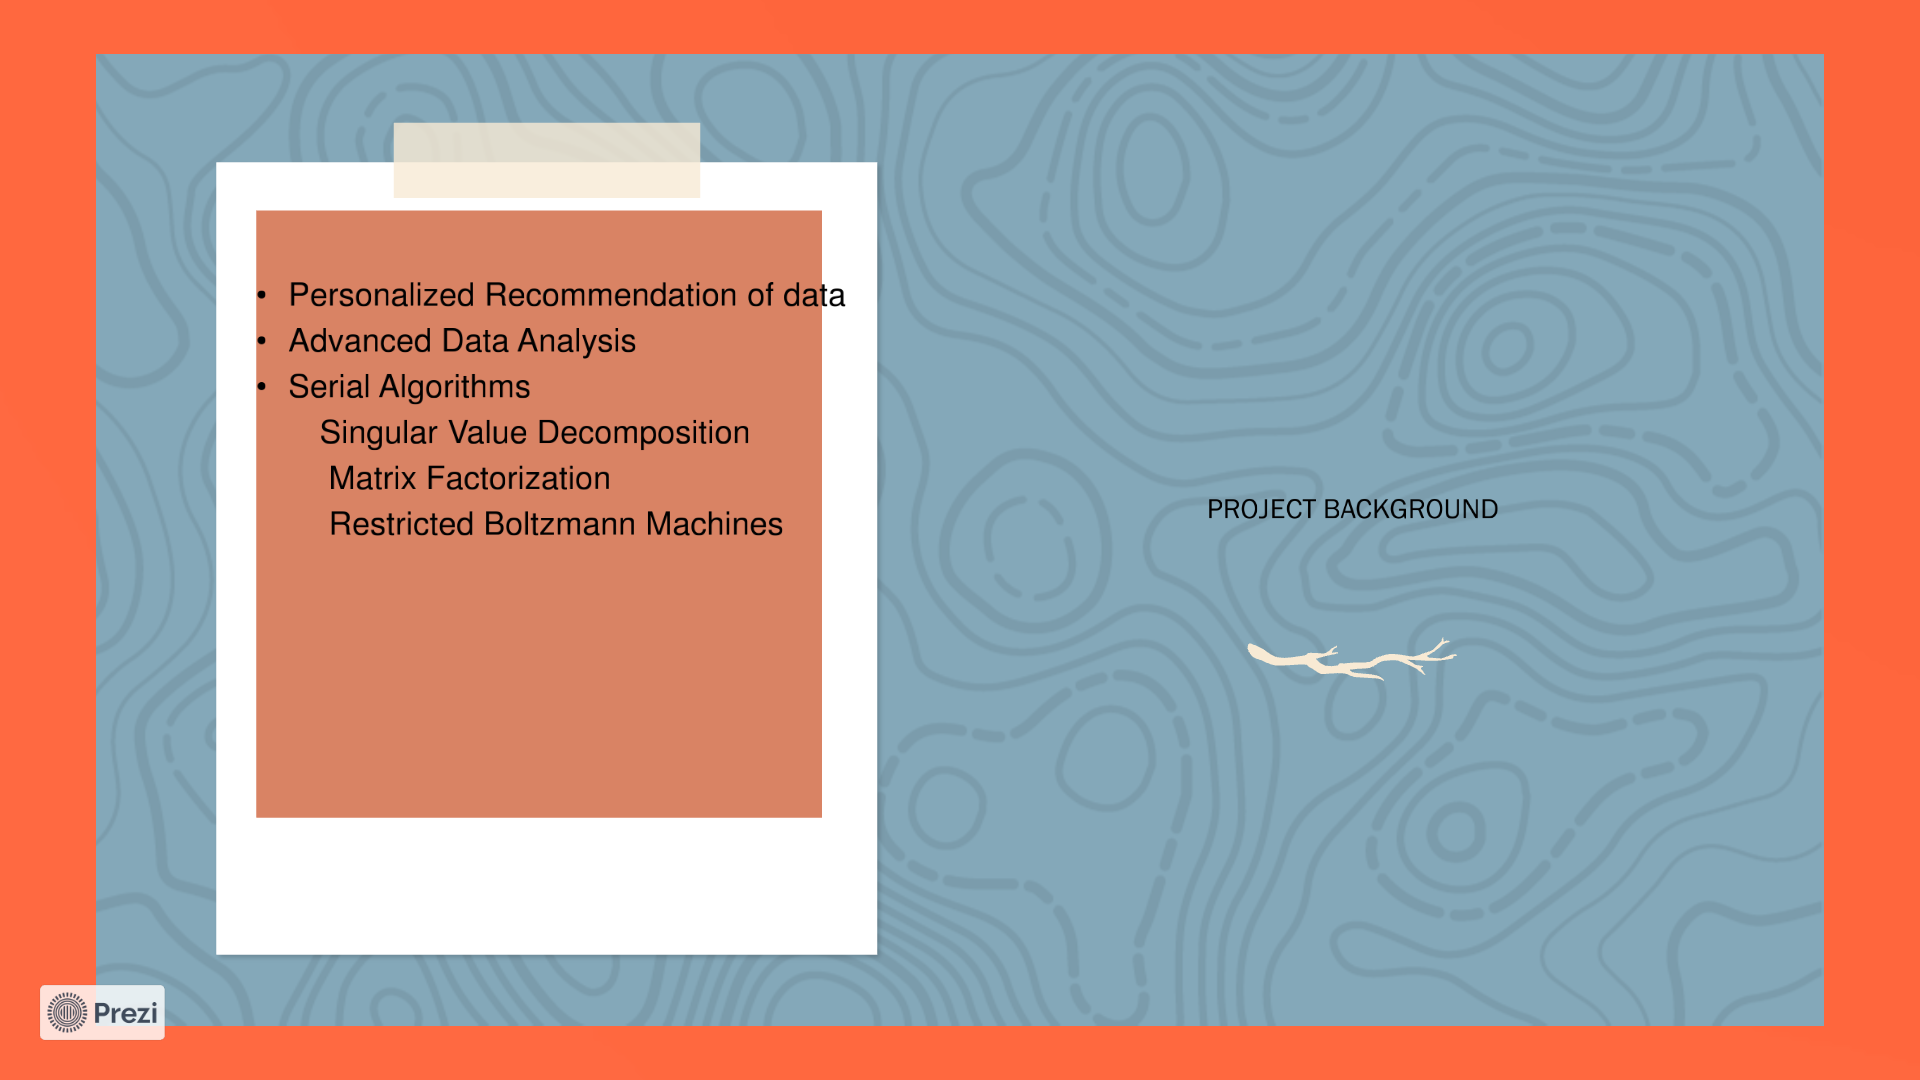 • Personalized Recommendation of data
• Advanced Data Analysis
• Serial Algorithms
Singular Value Decomposition
Matrix Factorization
Restricted Boltzmann Machines
PROJECT BACKGROUND
Prezi